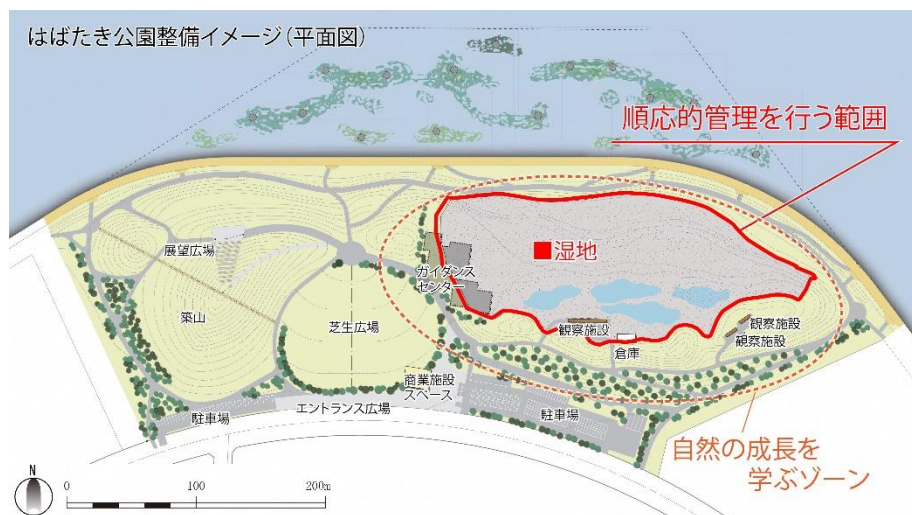 はばたき公園整備イメージ(平面図)
順応的管理を行う範囲
展望広場
ガイダンス
センター
湿地
築山
芝生広場
観察施設
観察施設
観察施設
倉庫
商業施設
スペース
駐車場
エントランス広場
駐車場
自然の成長を
学ぶゾーン
N
0
100
200m